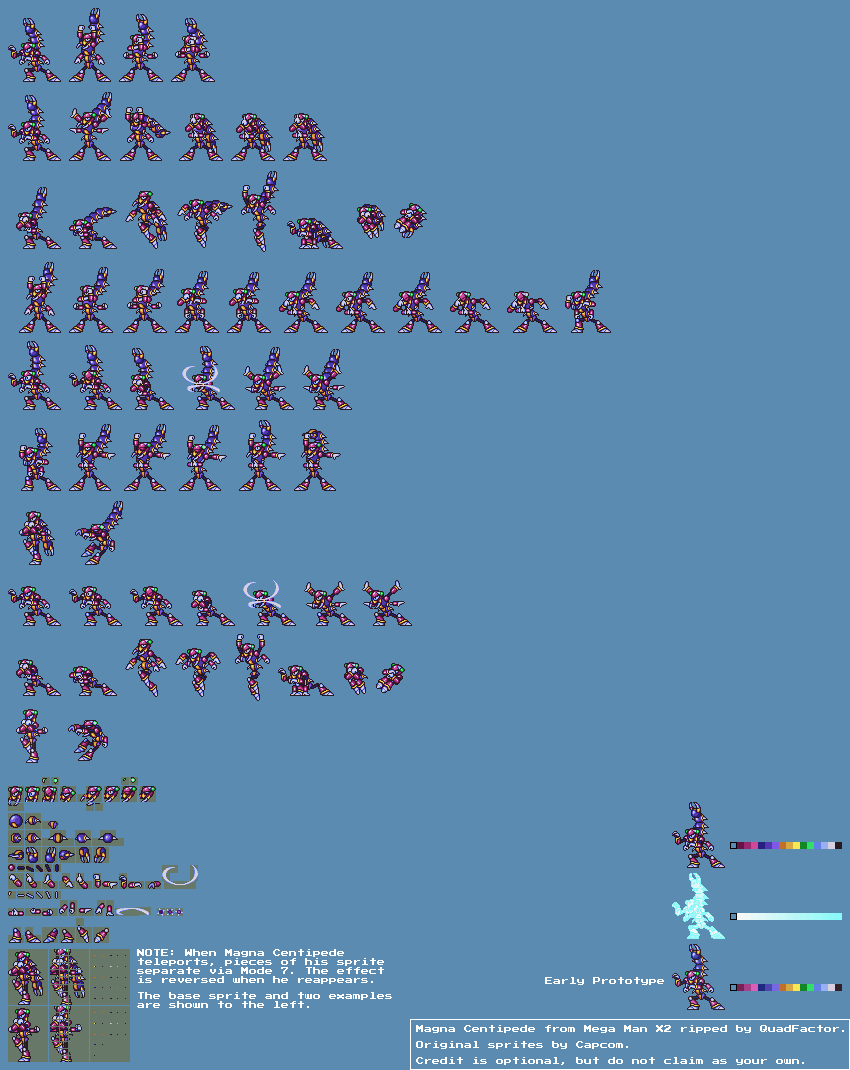 NOTE: When Magna Centipede
teleports, pieces of his sprite
separate via Mode 7. The effect
is reversed when he reappears.
The base sprite and two examples
are shown to the left.
Early Prototype
Magna Centipede from Mega Man X2 ripped by QuadFactor.
Original sprites by Capcom.
Credit is optional, but do not claim as your own.